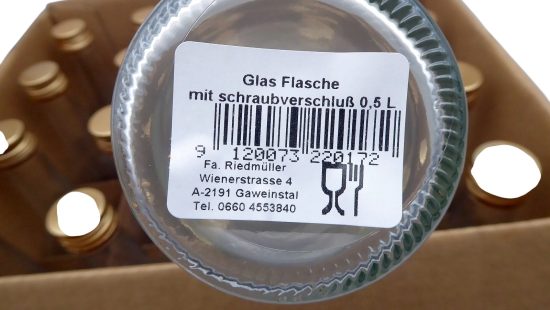 Glas Flasche
mit schraubverschluß 0,5 L
9 120073 220172
Fa. Riedmüller
Wienerstrasse 4
A-2191 Gaweinstal
Tel. 0660 4553840